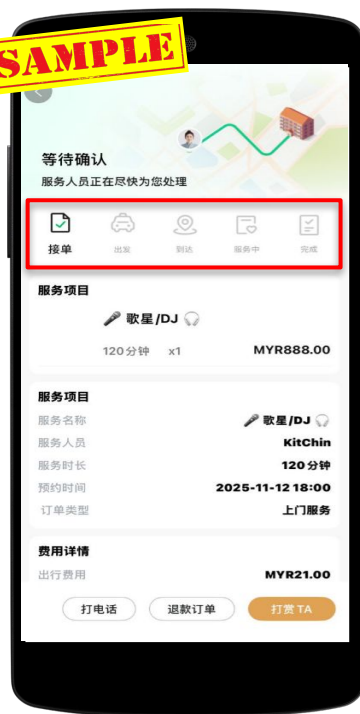 SAMPLE
等待确认
服务人员正在尽快为您处理
接单 出发 到达 服务中 完成
服务项目
🎤 歌星/DJ 🎧
120分钟 x1 MYR888.00
服务项目
服务名称 🎤 歌星/DJ 🎧
服务人员 KitChin
服务时长 120分钟
预约时间 2025-11-12 18:00
订单类型 上门服务
费用详情
出行费用 MYR21.00
打电话 退款订单 打赏TA